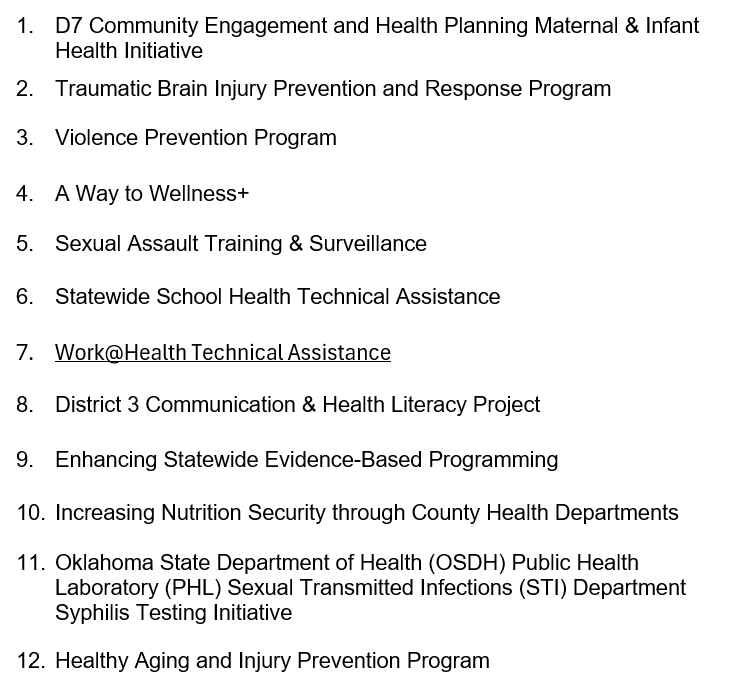 1. D7 Community Engagement and Health Planning Maternal & Infant
Health Initiative
2. Traumatic Brain Injury Prevention and Response Program
3. Violence Prevention Program
4. A Way to Wellness+
5. Sexual Assault Training & Surveillance
6. Statewide School Health Technical Assistance
7. Work@Health Technical Assistance
8. District 3 Communication & Health Literacy Project
9. Enhancing Statewide Evidence-Based Programming
10. Increasing Nutrition Security through County Health Departments
11. Oklahoma State Department of Health (OSDH) Public Health
Laboratory (PHL) Sexual Transmitted Infections (STI) Department
Syphilis Testing Initiative
12. Healthy Aging and Injury Prevention Program